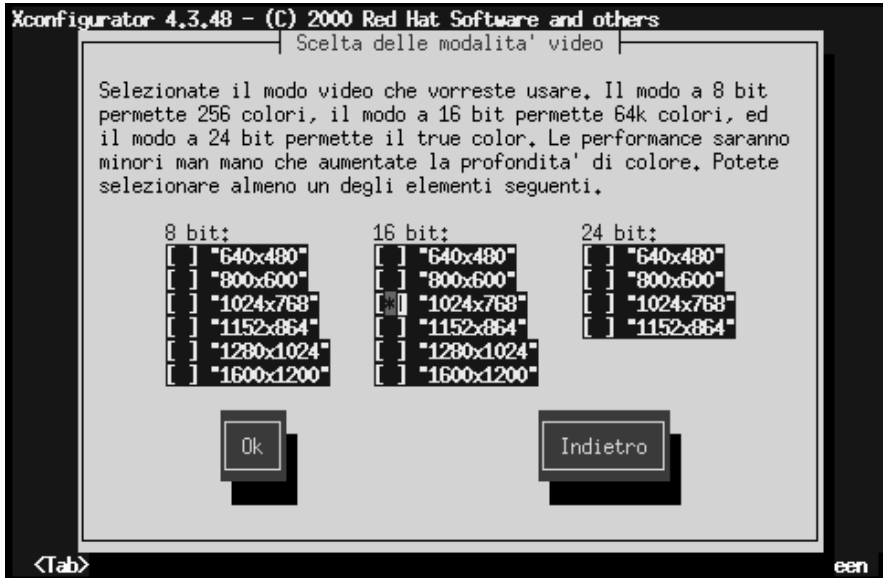 Xconfigurator 4.3.48 - (C) 2000 Red Hat Software and others
Scelta delle modalita' video
Selezionate il modo video che vorreste usare. Il modo a 8 bit
permette 256 colori, il modo a 16 bit permette 64k colori, ed
il modo a 24 bit permette il true color. Le performance saranno
minori man mano che aumentate la profondita' di colore. Potete
selezionare almeno un degli elementi seguenti.
8 bit: 16 bit: 24 bit:
[ ] "640x480" [ ] "640x480" [ ] "640x480"
[ ] "800x600" [ ] "800x600" [ ] "800x600"
[ ] "1024x768" [*] "1024x768" [ ] "1024x768"
[ ] "1152x864" [ ] "1152x864" [ ] "1152x864"
[ ] "1280x1024" [ ] "1280x1024"
[ ] "1600x1200" [ ] "1600x1200"
Ok Indietro
<Tab> een